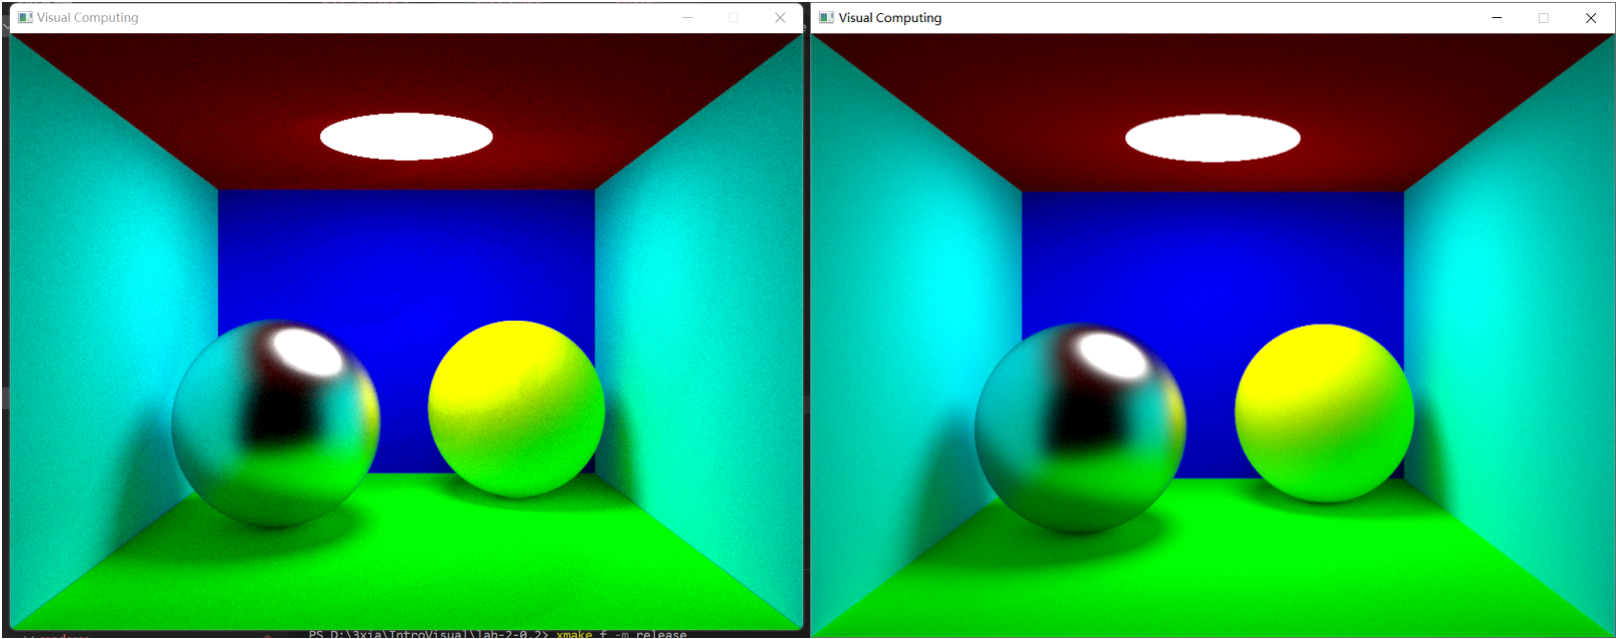 Visual Computing
Visual Computing
PS D:\3xia\IntroVisual\lab-2-0.2> xmake f -m release